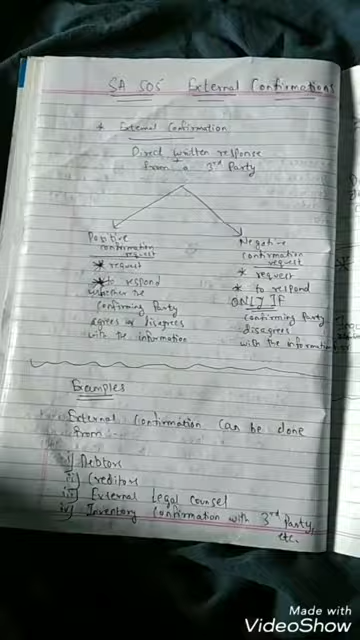 SA 505 External Confirmations
* External Confirmation
Direct written response
from a 3rd Party
Positive
confirmation
request
* request
* to respond
whether the
confirming Party
agrees or disagrees
with the information
Negative
confirmation
request
* request
* to respond
ONLY IF
confirming Party
disagrees
with the information
Examples
External Confirmation can be done
from
i) Debtors
ii) Creditors
iii) External Legal Counsel
iv) Inventory confirmation with 3rd Party,
etc.
Made with
VideoShow